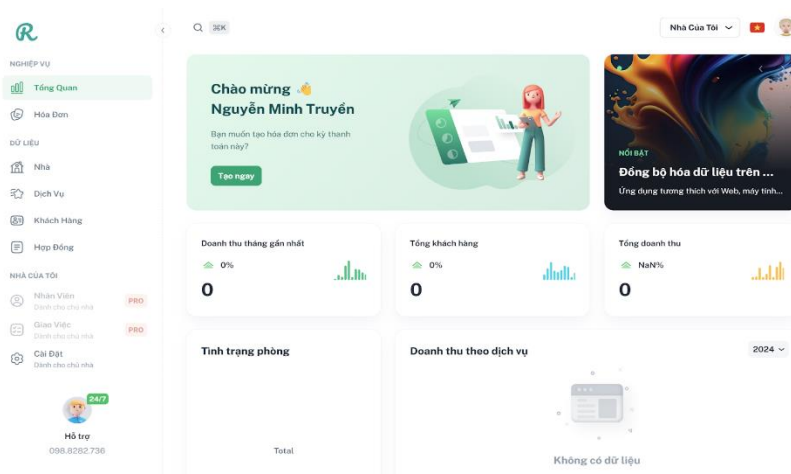 R
⌘K
Nhà Của Tôi
NGHIỆP VỤ
Tổng Quan
Hóa Đơn
DỮ LIỆU
Nhà
Dịch Vụ
Khách Hàng
Hợp Đồng
NHÀ CỦA TÔI
Nhân Viên
Dành cho chủ nhà
PRO
Giao Việc
Dành cho chủ nhà
PRO
Cài Đặt
Dành cho chủ nhà
24/7
Hỗ trợ
098.8282.736
Chào mừng 👋
Nguyễn Minh Truyền
Bạn muốn tạo hóa đơn cho kỳ thanh
toán này?
Tạo ngay
NỔI BẬT
Đồng bộ hóa dữ liệu trên ...
Ứng dụng tương thích với Web, máy tính...
Doanh thu tháng gần nhất
0%
0
Tổng khách hàng
0%
0
Tổng doanh thu
NaN%
0
Tình trạng phòng
Total
Doanh thu theo dịch vụ
2024
Không có dữ liệu